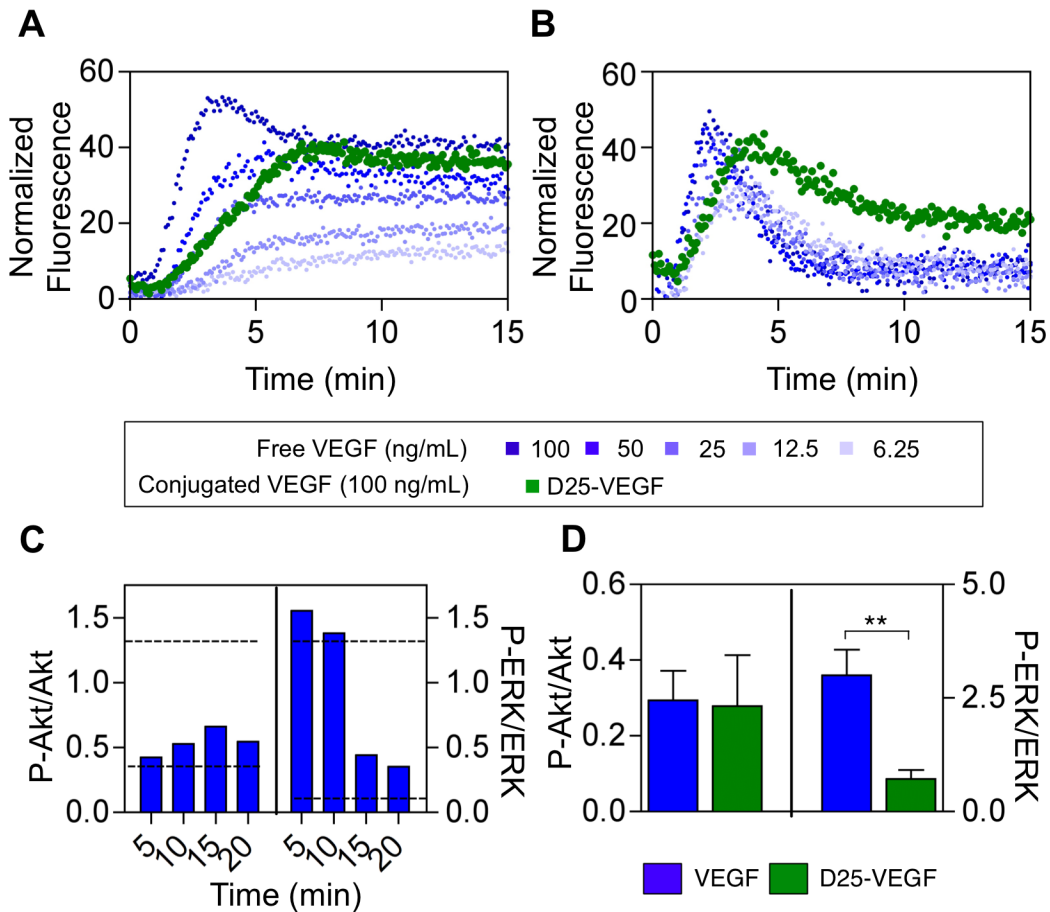 A
Normalized
Fluorescence
60
40
20
0
0 5 10 15
Time (min)
B
Normalized
Fluorescence
60
40
20
0
0 5 10 15
Time (min)
Free VEGF (ng/mL) 100 50 25 12.5 6.25
Conjugated VEGF (100 ng/mL) D25-VEGF
C
P-Akt/Akt
1.5
1.0
0.5
0.0
5 10 15 20 5 10 15 20
Time (min)
1.5
1.0
0.5
0.0
P-ERK/ERK
D
P-Akt/Akt
0.6
0.4
0.2
0.0
**
5.0
2.5
0.0
P-ERK/ERK
VEGF D25-VEGF